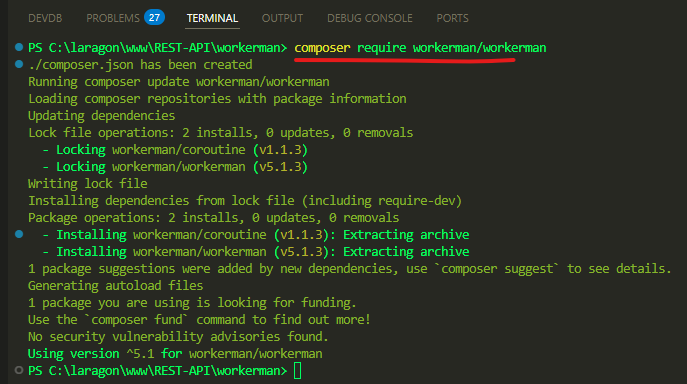 DEVDB PROBLEMS 27 TERMINAL OUTPUT DEBUG CONSOLE PORTS
PS C:\laragon\www\REST-API\workerman> composer require workerman/workerman
./composer.json has been created
Running composer update workerman/workerman
Loading composer repositories with package information
Updating dependencies
Lock file operations: 2 installs, 0 updates, 0 removals
  - Locking workerman/coroutine (v1.1.3)
  - Locking workerman/workerman (v5.1.3)
Writing lock file
Installing dependencies from lock file (including require-dev)
Package operations: 2 installs, 0 updates, 0 removals
  - Installing workerman/coroutine (v1.1.3): Extracting archive
  - Installing workerman/workerman (v5.1.3): Extracting archive
1 package suggestions were added by new dependencies, use `composer suggest` to see details.
Generating autoload files
1 package you are using is looking for funding.
Use the `composer fund` command to find out more!
No security vulnerability advisories found.
Using version ^5.1 for workerman/workerman
PS C:\laragon\www\REST-API\workerman>